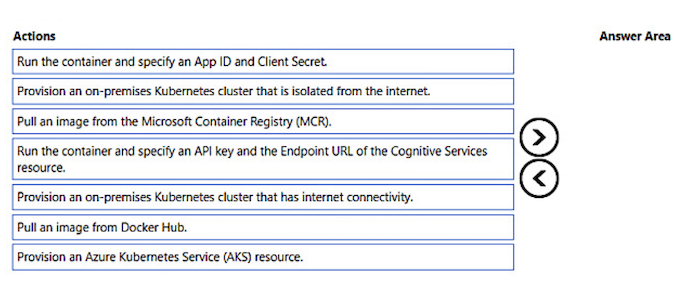 Actions
Answer Area
Run the container and specify an App ID and Client Secret.
Provision an on-premises Kubernetes cluster that is isolated from the internet.
Pull an image from the Microsoft Container Registry (MCR).
Run the container and specify an API key and the Endpoint URL of the Cognitive Services
resource.
Provision an on-premises Kubernetes cluster that has internet connectivity.
Pull an image from Docker Hub.
Provision an Azure Kubernetes Service (AKS) resource.